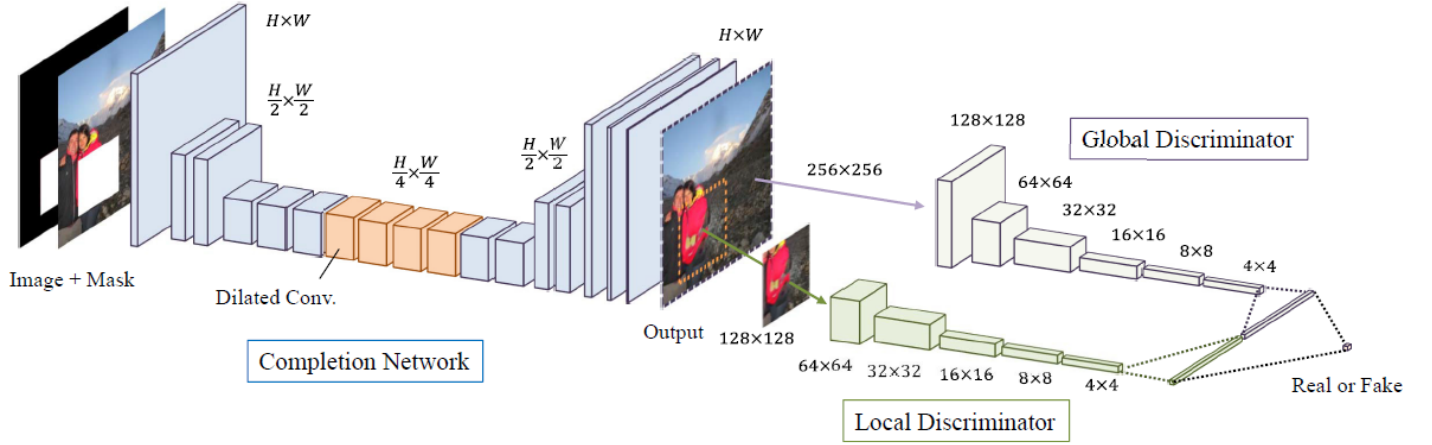 H×W
H/2×W/2
H/4×W/4
H/2×W/2
H×W
Image + Mask
Dilated Conv.
Completion Network
Output
256×256
128×128
64×64
32×32
16×16
8×8
4×4
Global Discriminator
128×128
64×64
32×32
16×16
8×8
4×4
Local Discriminator
Real or Fake